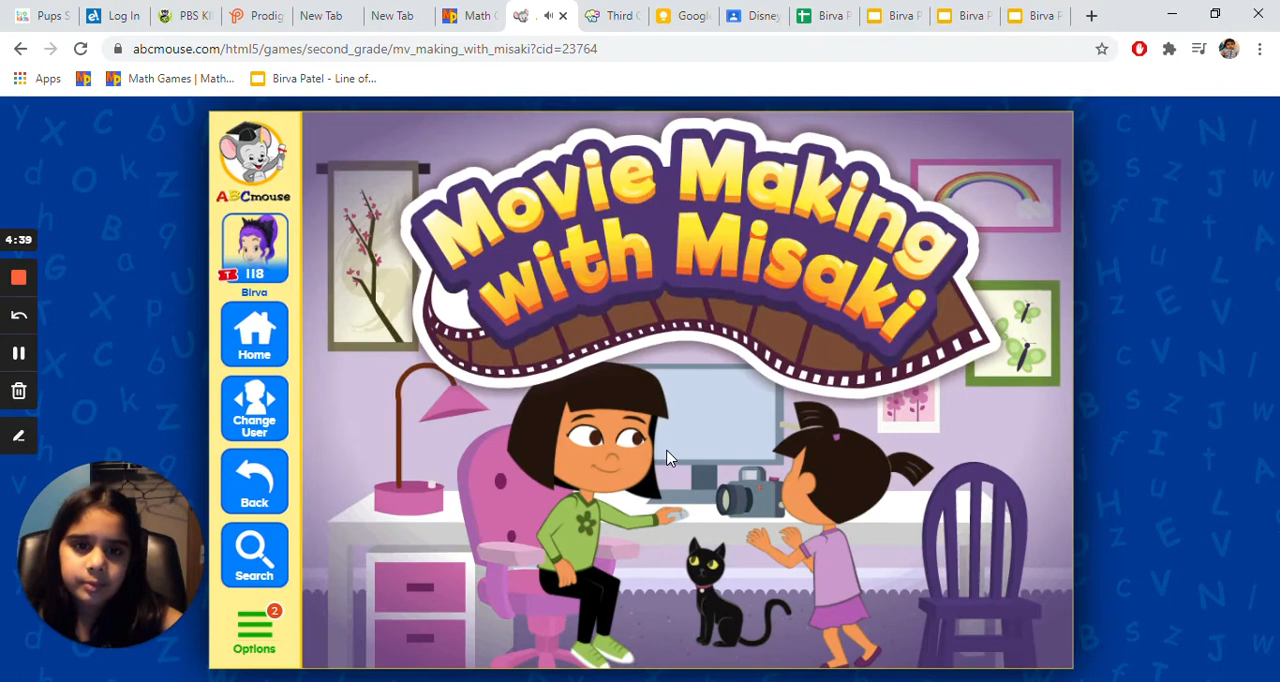 Pups S
Log In
PBS KI
Prodig
New Tab
New Tab
Math G
Third G
Googl
Disney
Birva P
Birva P
Birva P
Birva P
abcmouse.com/html5/games/second_grade/mv_making_with_misaki?cid=23764
Apps
Math Games | Math...
Birva Patel - Line of...
4:39
ABCmouse
T 118
Birva
Home
Change
User
Back
Search
2
Options
Movie Making
with Misaki